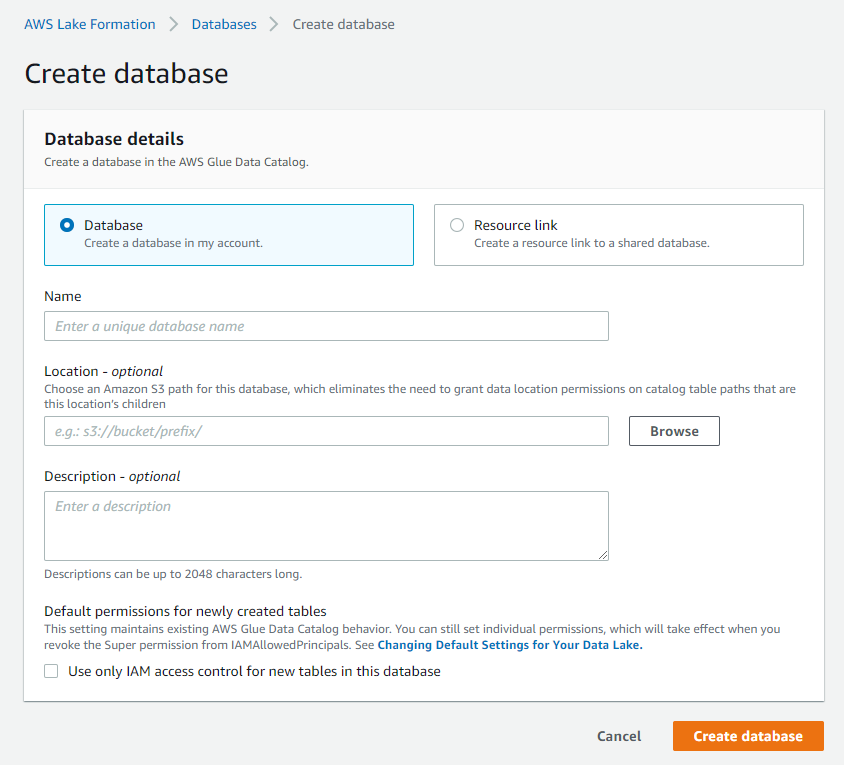 AWS Lake Formation > Databases > Create database
Create database
Database details
Create a database in the AWS Glue Data Catalog.
Database
Create a database in my account.
Resource link
Create a resource link to a shared database.
Name
Enter a unique database name
Location - optional
Choose an Amazon S3 path for this database, which eliminates the need to grant data location permissions on catalog table paths that are
this location's children
e.g.: s3://bucket/prefix/
Browse
Description - optional
Enter a description
Descriptions can be up to 2048 characters long.
Default permissions for newly created tables
This setting maintains existing AWS Glue Data Catalog behavior. You can still set individual permissions, which will take effect when you
revoke the Super permission from IAMAllowedPrincipals. See Changing Default Settings for Your Data Lake.
Use only IAM access control for new tables in this database
Cancel
Create database